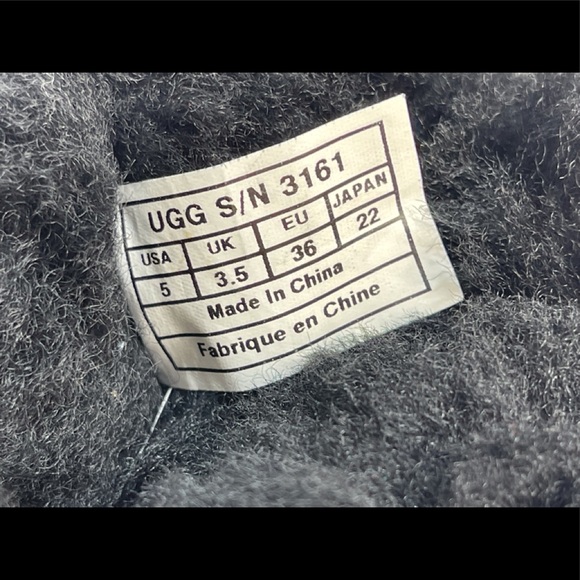 UGG S/N 3161
USA UK EU JAPAN
5 3.5 36 22
Made In China
Fabrique en Chine